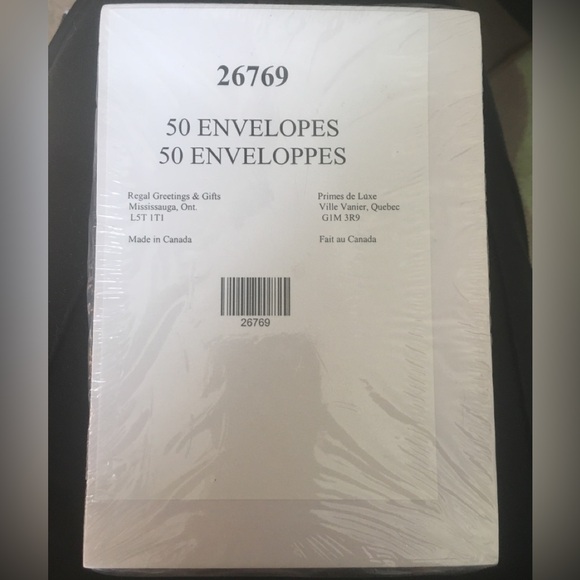 26769
50 ENVELOPES
50 ENVELOPPES
Regal Greetings & Gifts
Mississauga, Ont.
L5T 1T1
Made in Canada
Primes de Luxe
Ville Vanier, Quebec
G1M 3R9
Fait au Canada
26769